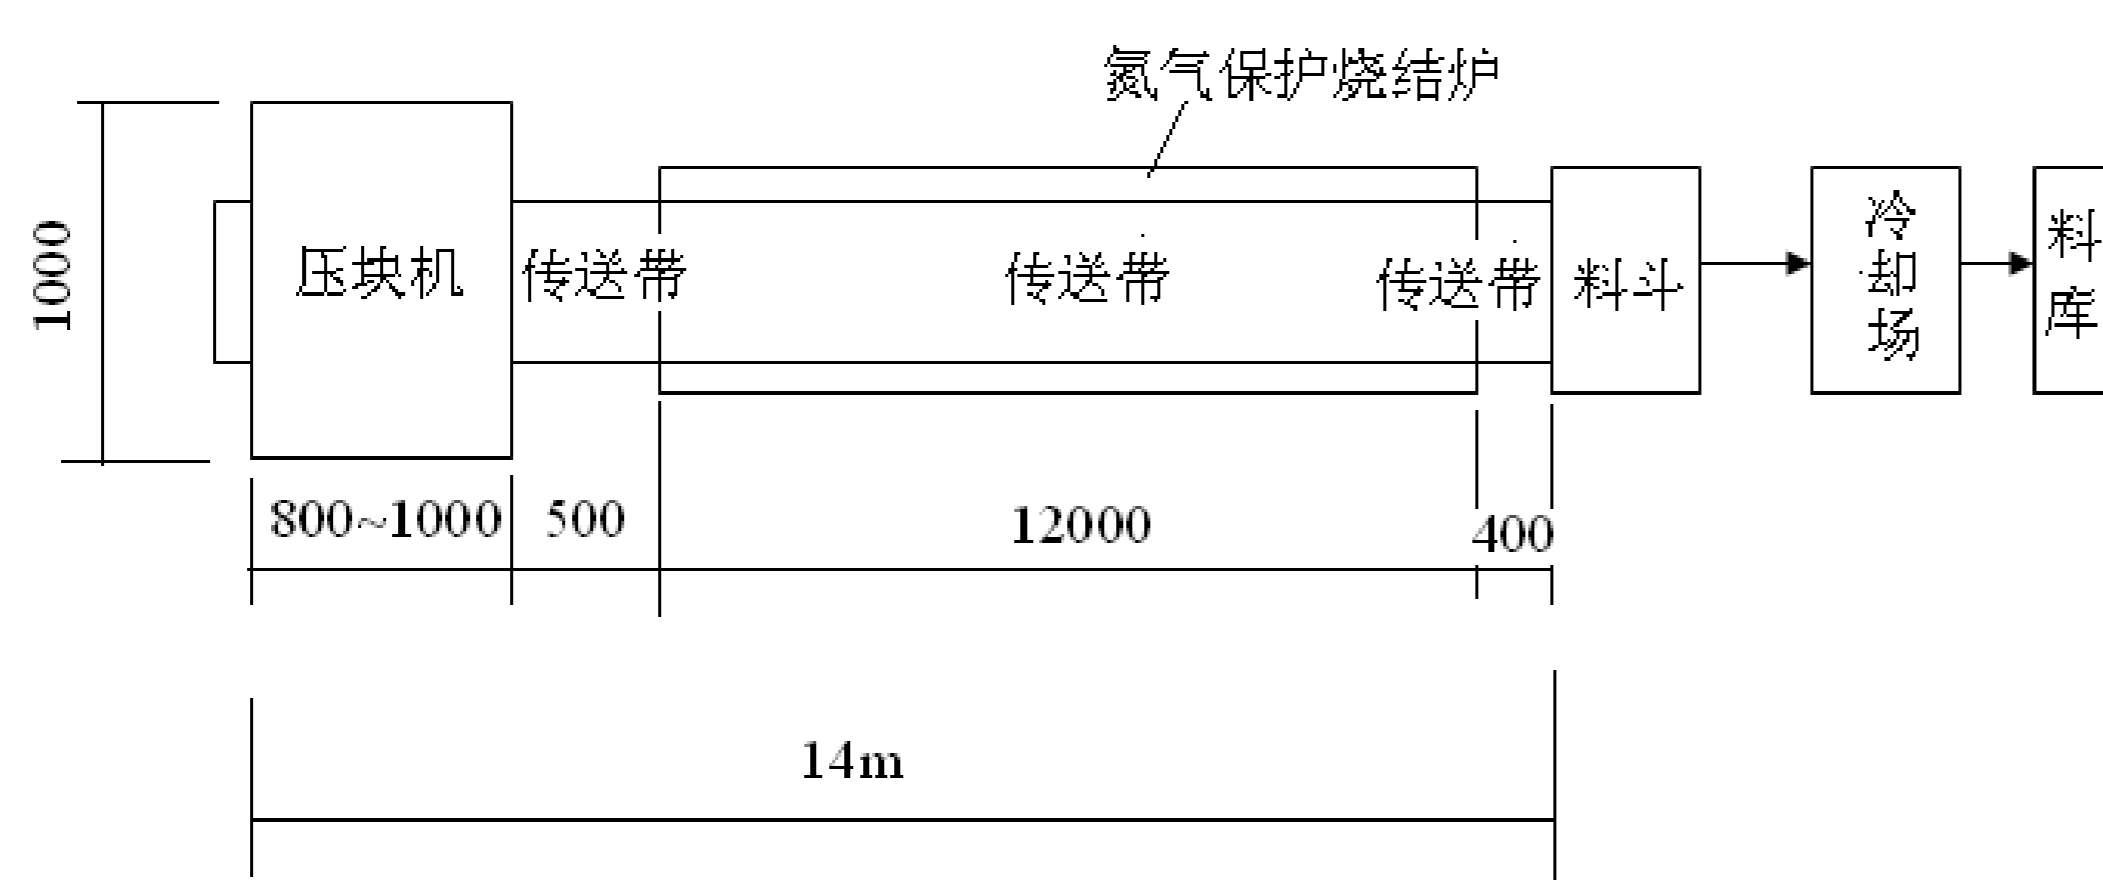 氮气保护烧结炉
1000
压块机
传送带
传送带
传送带
料斗
冷却场
料库
800~1000
500
12000
400
14m